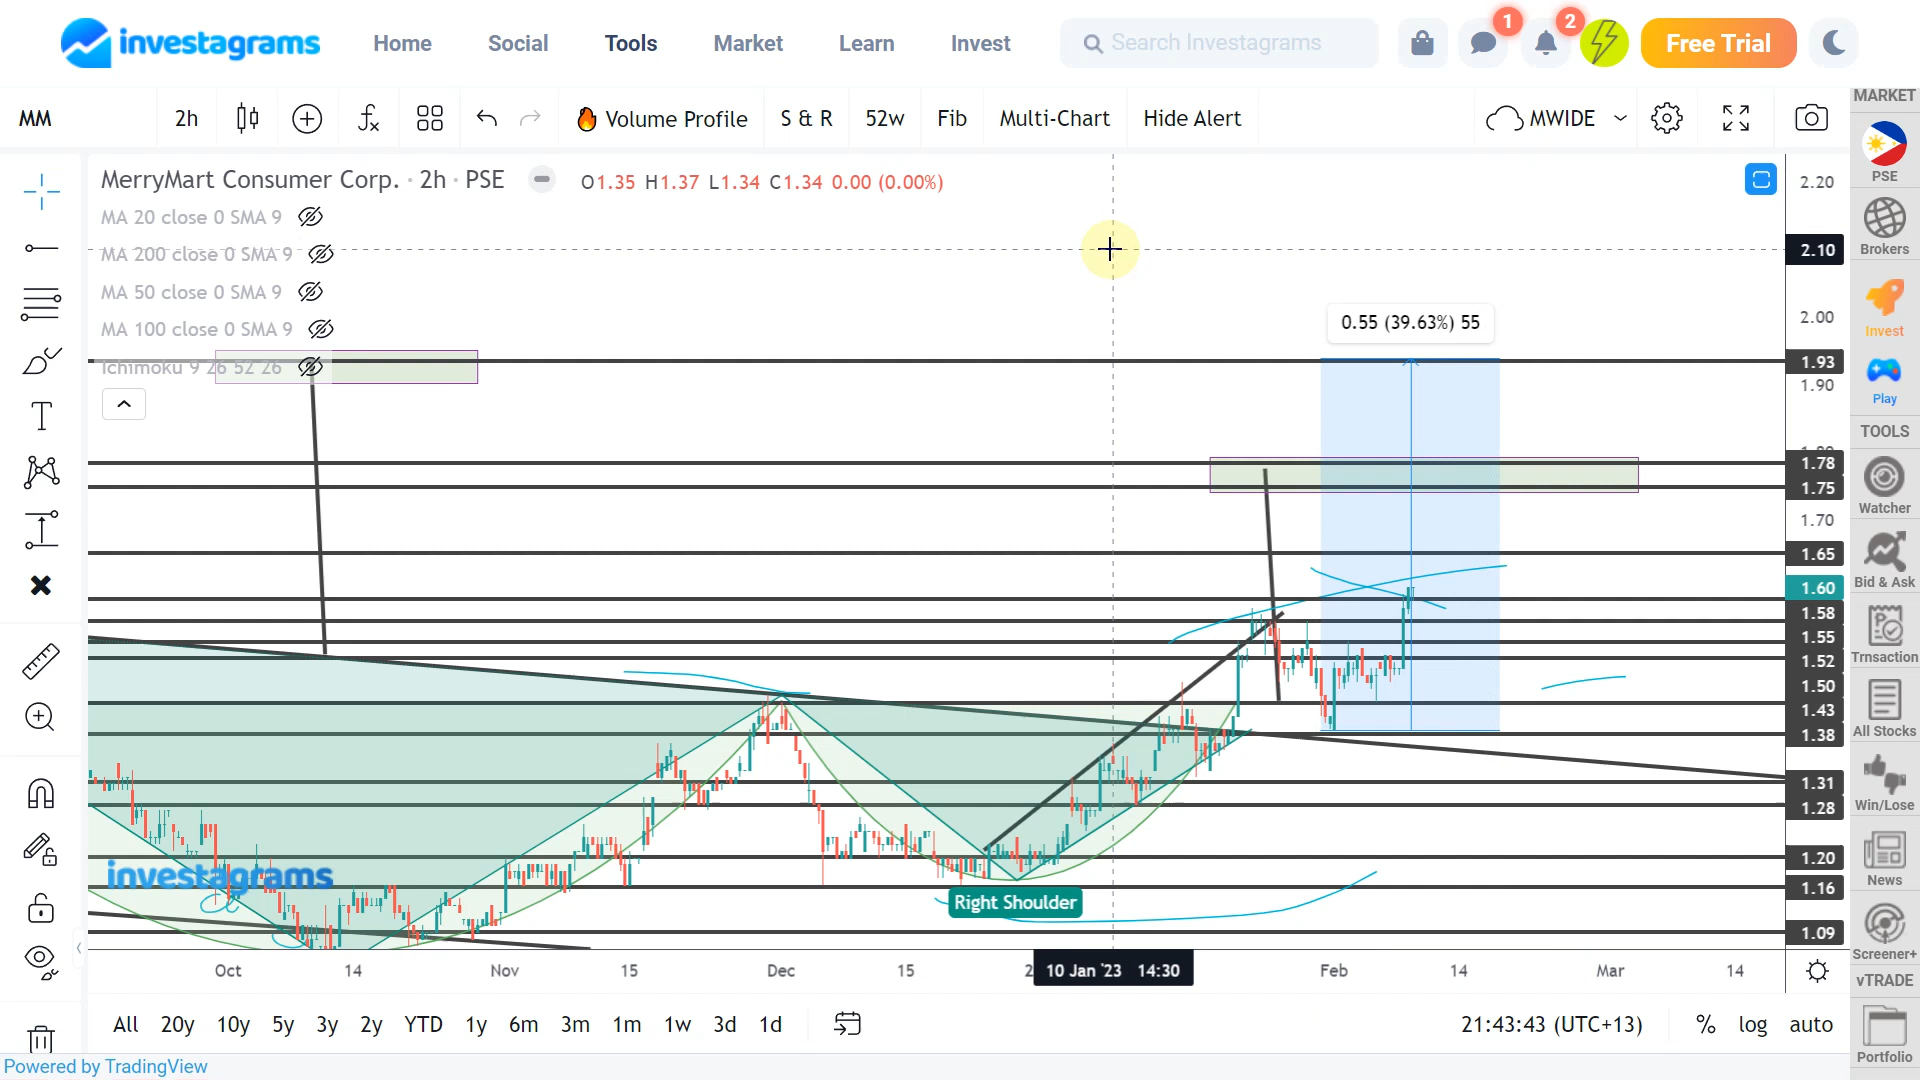 investagrams
Home Social Tools Market Learn Invest
Search Investagrams
1
2
Free Trial
MM 2h Volume Profile S & R 52w Fib Multi-Chart Hide Alert MWIDE
MerryMart Consumer Corp. · 2h · PSE O1.35 H1.37 L1.34 C1.34 0.00 (0.00%)
MA 20 close 0 SMA 9
MA 200 close 0 SMA 9
MA 50 close 0 SMA 9
MA 100 close 0 SMA 9
Ichimoku 9 26 52 26
0.55 (39.63%) 55
Right Shoulder
investagrams
2.20
2.10
2.00
1.93
1.90
1.78
1.75
1.70
1.65
1.60
1.58
1.55
1.52
1.50
1.43
1.38
1.31
1.28
1.20
1.16
1.09
Oct 14 Nov 15 Dec 15 10 Jan '23 14:30 Feb 14 Mar 14
All 20y 10y 5y 3y 2y YTD 1y 6m 3m 1m 1w 3d 1d
21:43:43 (UTC+13) % log auto
Powered by TradingView
MARKET
PSE
Brokers
Invest
Play
TOOLS
Watcher
Bid & Ask
Trnsaction
All Stocks
Win/Lose
News
Screener+
vTRADE
Portfolio